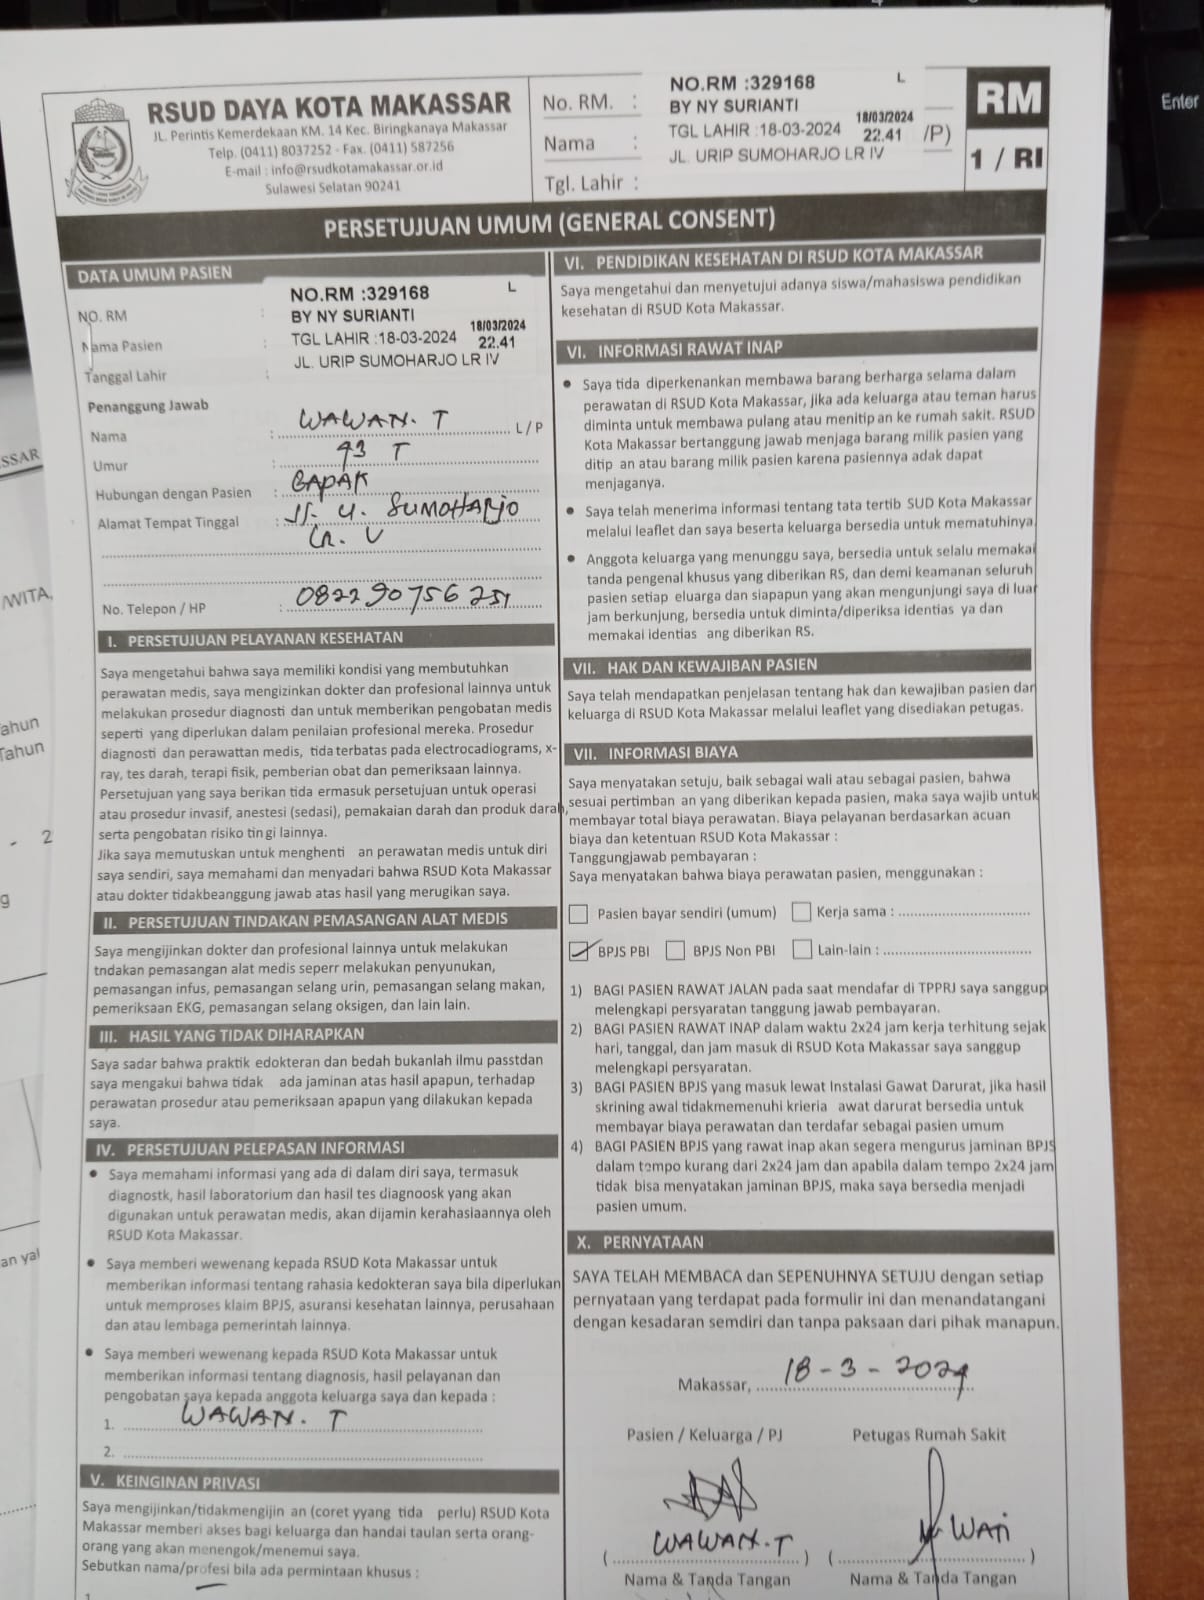 RSUD DAYA KOTA MAKASSAR
JL. Perintis Kemerdekaan KM. 14 Kec. Biringkanaya Makassar
Telp. (0411) 8037252 - Fax. (0411) 587256
E-mail : info@rsudkotamakassar.or.id
Sulawesi Selatan 90241
No. RM. :
Nama :
Tgl. Lahir :
NO.RM :329168 L
BY NY SURIANTI
TGL LAHIR :18-03-2024 18/03/2024 22.41
JL. URIP SUMOHARJO LR IV
/P)
RM
1 / RI
PERSETUJUAN UMUM (GENERAL CONSENT)
DATA UMUM PASIEN
NO. RM :
Nama Pasien :
Tanggal Lahir :
NO.RM :329168 L
BY NY SURIANTI
TGL LAHIR :18-03-2024 18/03/2024 22.41
JL. URIP SUMOHARJO LR IV
Penanggung Jawab
Nama : WAWAN. T L / P
Umur : 43 T
Hubungan dengan Pasien : BAPAK
Alamat Tempat Tinggal : Jl. U. SUMOHARJO
LR. V
No. Telepon / HP :
I. PERSETUJUAN PELAYANAN KESEHATAN
Saya mengetahui bahwa saya memiliki kondisi yang membutuhkan
perawatan medis, saya mengizinkan dokter dan profesional lainnya untuk
melakukan prosedur diagnosti dan untuk memberikan pengobatan medis
seperti yang diperlukan dalam penilaian profesional mereka. Prosedur
diagnosti dan perawattan medis, tida terbatas pada electrocadiograms, x-
ray, tes darah, terapi fisik, pemberian obat dan pemeriksaan lainnya.
Persetujuan yang saya berikan tida ermasuk persetujuan untuk operasi
atau prosedur invasif, anestesi (sedasi), pemakaian darah dan produk darah,
serta pengobatan risiko tin gi lainnya.
Jika saya memutuskan untuk menghenti an perawatan medis untuk diri
saya sendiri, saya memahami dan menyadari bahwa RSUD Kota Makassar
atau dokter tidakbeanggung jawab atas hasil yang merugikan saya.
II. PERSETUJUAN TINDAKAN PEMASANGAN ALAT MEDIS
Saya mengijinkan dokter dan profesional lainnya untuk melakukan
tndakan pemasangan alat medis seperr melakukan penyunukan,
pemasangan infus, pemasangan selang urin, pemasangan selang makan,
pemeriksaan EKG, pemasangan selang oksigen, dan lain lain.
III. HASIL YANG TIDAK DIHARAPKAN
Saya sadar bahwa praktik edokteran dan bedah bukanlah ilmu passtdan
saya mengakui bahwa tidak ada jaminan atas hasil apapun, terhadap
perawatan prosedur atau pemeriksaan apapun yang dilakukan kepada
saya.
IV. PERSETUJUAN PELEPASAN INFORMASI
• Saya memahami informasi yang ada di dalam diri saya, termasuk
diagnostk, hasil laboratorium dan hasil tes diagnoosk yang akan
digunakan untuk perawatan medis, akan dijamin kerahasiaannya oleh
RSUD Kota Makassar.
• Saya memberi wewenang kepada RSUD Kota Makassar untuk
memberikan informasi tentang rahasia kedokteran saya bila diperlukan
untuk memproses klaim BPJS, asuransi kesehatan lainnya, perusahaan
dan atau lembaga pemerintah lainnya.
• Saya memberi wewenang kepada RSUD Kota Makassar untuk
memberikan informasi tentang diagnosis, hasil pelayanan dan
pengobatan saya kepada anggota keluarga saya dan kepada :
1. WAWAN. T
2.
V. KEINGINAN PRIVASI
Saya mengijinkan/tidakmengijin an (coret yyang tida perlu) RSUD Kota
Makassar memberi akses bagi keluarga dan handai taulan serta orang-
orang yang akan menengok/menemui saya.
Sebutkan nama/profesi bila ada permintaan khusus :
VI. PENDIDIKAN KESEHATAN DI RSUD KOTA MAKASSAR
Saya mengetahui dan menyetujui adanya siswa/mahasiswa pendidikan
kesehatan di RSUD Kota Makassar.
VI. INFORMASI RAWAT INAP
• Saya tida diperkenankan membawa barang berharga selama dalam
perawatan di RSUD Kota Makassar, jika ada keluarga atau teman harus
diminta untuk membawa pulang atau menitip an ke rumah sakit. RSUD
Kota Makassar bertanggung jawab menjaga barang milik pasien yang
ditip an atau barang milik pasien karena pasiennya adak dapat
menjaganya.
• Saya telah menerima informasi tentang tata tertib SUD Kota Makassar
melalui leaflet dan saya beserta keluarga bersedia untuk mematuhinya
• Anggota keluarga yang menunggu saya, bersedia untuk selalu memakai
tanda pengenal khusus yang diberikan RS, dan demi keamanan seluruh
pasien setiap eluarga dan siapapun yang akan mengunjungi saya di luar
jam berkunjung, bersedia untuk diminta/diperiksa identias ya dan
memakai identias ang diberikan RS.
VII. HAK DAN KEWAJIBAN PASIEN
Saya telah mendapatkan penjelasan tentang hak dan kewajiban pasien dan
keluarga di RSUD Kota Makassar melalui leaflet yang disediakan petugas.
VII. INFORMASI BIAYA
Saya menyatakan setuju, baik sebagai wali atau sebagai pasien, bahwa
sesuai pertimban an yang diberikan kepada pasien, maka saya wajib untuk
membayar total biaya perawatan. Biaya pelayanan berdasarkan acuan
biaya dan ketentuan RSUD Kota Makassar :
Tanggungjawab pembayaran :
Saya menyatakan bahwa biaya perawatan pasien, menggunakan :
Pasien bayar sendiri (umum) Kerja sama :
BPJS PBI BPJS Non PBI Lain-lain :
1) BAGI PASIEN RAWAT JALAN pada saat mendafar di TPPRJ saya sanggup
melengkapi persyaratan tanggung jawab pembayaran.
2) BAGI PASIEN RAWAT INAP dalam waktu 2x24 jam kerja terhitung sejak
hari, tanggal, dan jam masuk di RSUD Kota Makassar saya sanggup
melengkapi persyaratan.
3) BAGI PASIEN BPJS yang masuk lewat Instalasi Gawat Darurat, jika hasil
skrining awal tidakmemenuhi krieria awat darurat bersedia untuk
membayar biaya perawatan dan terdafar sebagai pasien umum
4) BAGI PASIEN BPJS yang rawat inap akan segera mengurus jaminan BPJS
dalam tempo kurang dari 2x24 jam dan apabila dalam tempo 2x24 jam
tidak bisa menyatakan jaminan BPJS, maka saya bersedia menjadi
pasien umum.
X. PERNYATAAN
SAYA TELAH MEMBACA dan SEPENUHNYA SETUJU dengan setiap
pernyataan yang terdapat pada formulir ini dan menandatangani
dengan kesadaran semdiri dan tanpa paksaan dari pihak manapun.
Makassar, 18-3-2024
Pasien / Keluarga / PJ Petugas Rumah Sakit
( WAWAN.T ) ( WATI )
Nama & Tanda Tangan Nama & Tanda Tangan
Enter
SSAR
/WITA,
ahun
Tahun
- 2
g
an yal